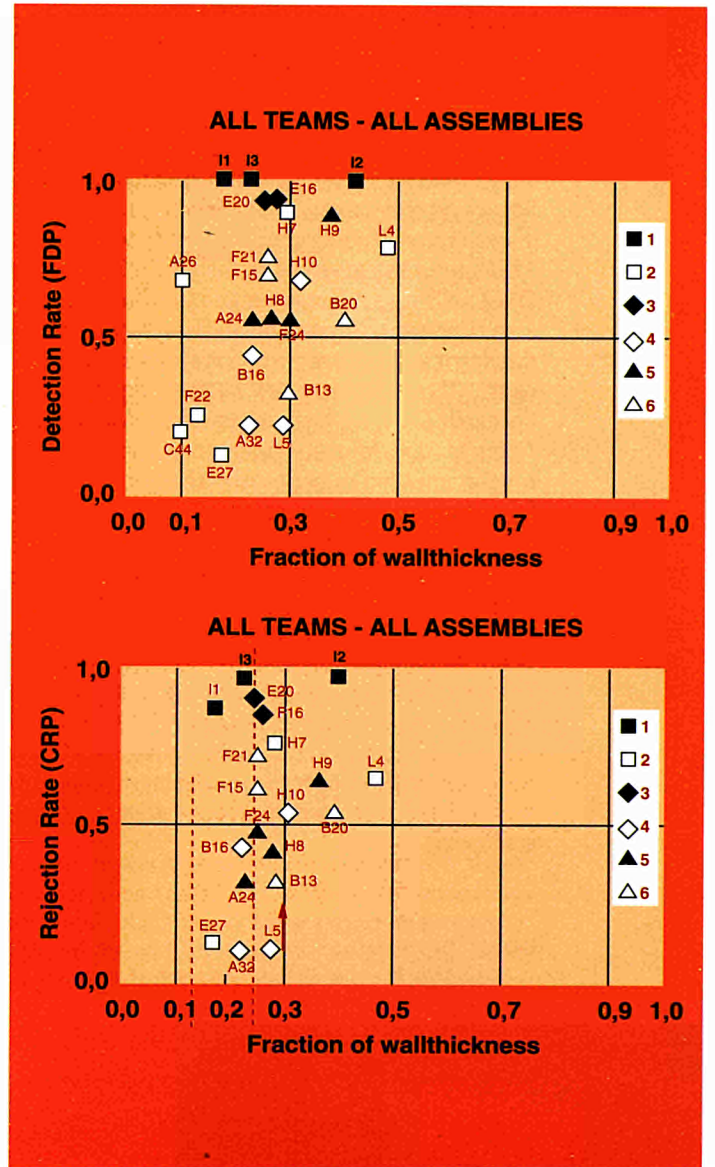 ALL TEAMS - ALL ASSEMBLIES
I1 I3 I2
1,0
E20 E16
H7 H9
L4
A26
F21
F15 H10
A24 H8 F24 B20
0,5
B16
F22 B13
C44 E27 A32 L5
0,0
Detection Rate (FDP)
1
2
3
4
5
6
0,0 0,1 0,3 0,5 0,7 0,9 1,0
Fraction of wallthickness
ALL TEAMS - ALL ASSEMBLIES
I3 I2
1,0
I1 E20
F16
H7
F21 H9 L4
F15 H10
F24 B20
0,5
B16 H8
A24 B13
E27 L5
A32
0,0
Rejection Rate (CRP)
1
2
3
4
5
6
0,0 0,1 0,2 0,3 0,5 0,7 0,9 1,0
Fraction of wallthickness